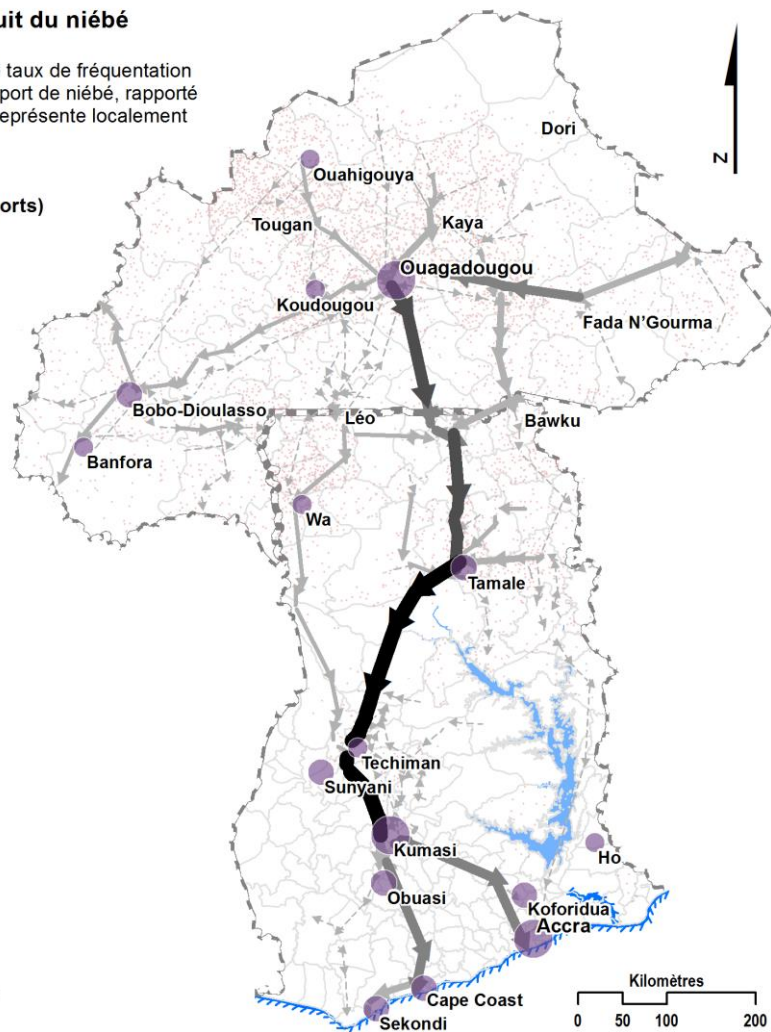 uit du niébé
taux de fréquentation
port de niébé, rapporté
eprésente localement
orts)
N
Dori
Ouahigouya
Tougan
Kaya
Ouagadougou
Koudougou
Fada N'Gourma
Bobo-Dioulasso
Léo
Bawku
Banfora
Wa
Tamale
Techiman
Sunyani
Kumasi
Ho
Obuasi
Koforidua
Accra
Cape Coast
Sekondi
Kilomètres
0 50 100 200